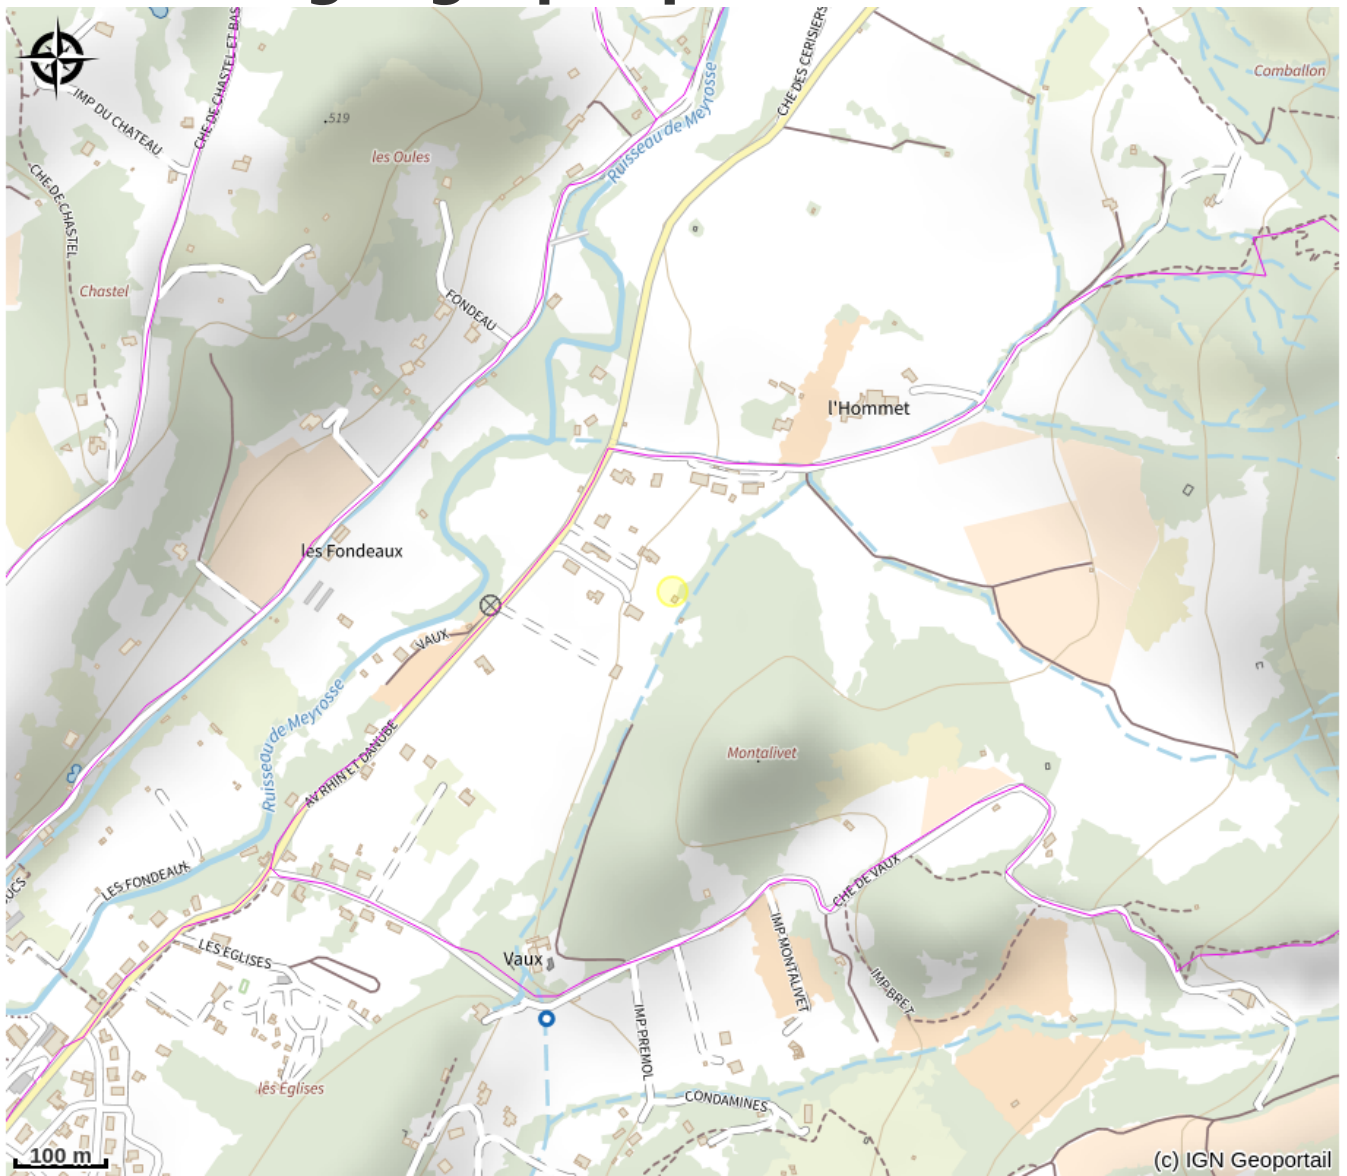 Comballon
CHE DES CERISIERS
CHE DE CHASTEL ET BAS
IMP DU CHATEAU
519
les Oules
Ruisseau de Meyrosse
CHE-DE-CHASTEL
Chastel
FONDEAU
l'Hommet
les Fondeaux
VAUX
Ruisseau de Meyrosse
AV RHIN ET DANUBE
Montalivet
LES FONDEAUX
UCS
CHE DE VAUX
LES EGLISES
Vaux
IMP MONTALIVET
IMP BRET
IMP PREMOL
les Eglises
CONDAMINES
100 m
(c) IGN Geoportail